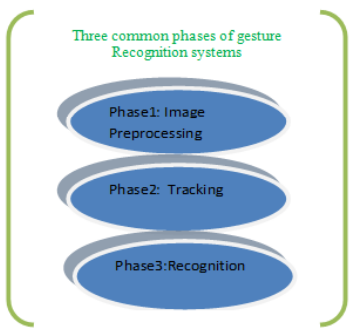 Three common phases of gesture
Recognition systems
Phase1: Image
Preprocessing
Phase2:  Tracking
Phase3:Recognition